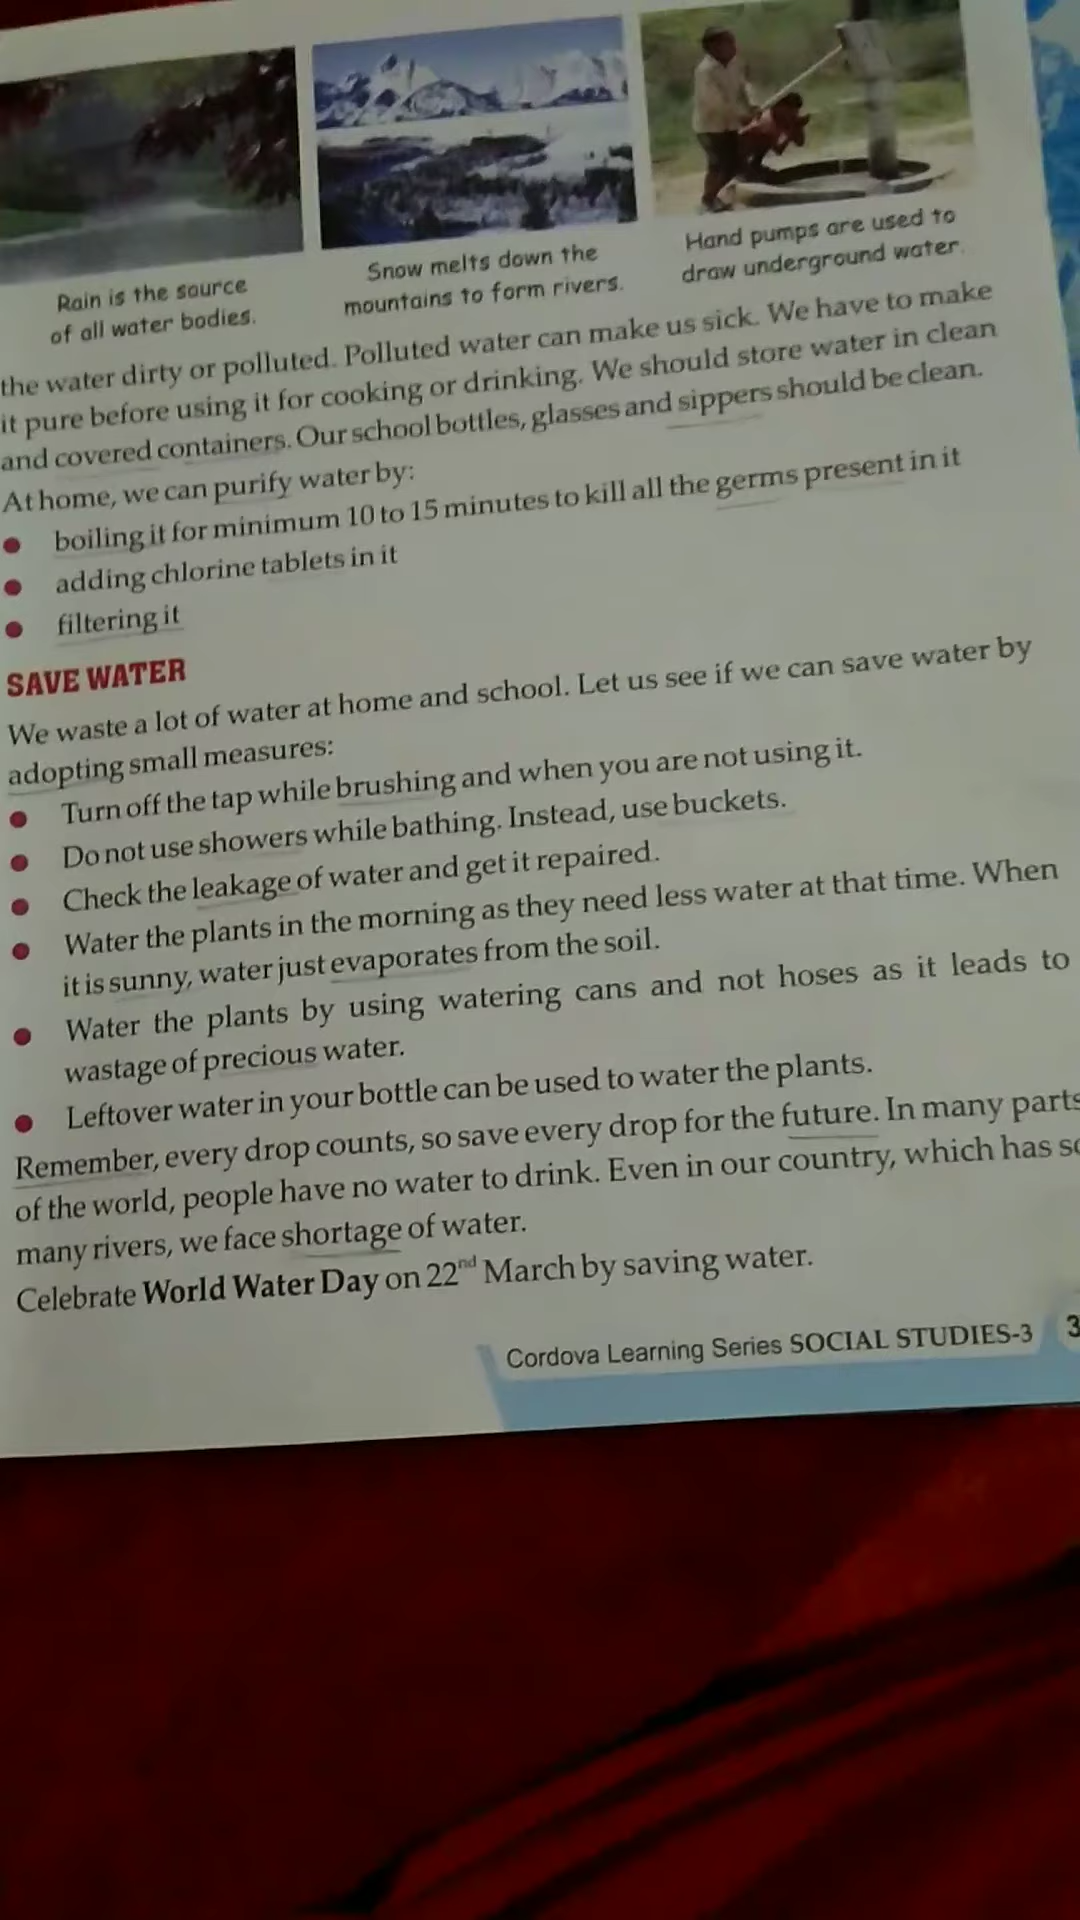 Rain is the source
of all water bodies.
Snow melts down the
mountains to form rivers.
Hand pumps are used to
draw underground water.
the water dirty or polluted. Polluted water can make us sick. We have to make
it pure before using it for cooking or drinking. We should store water in clean
and covered containers. Our school bottles, glasses and sippers should be clean.
At home, we can purify water by:
● boiling it for minimum 10 to 15 minutes to kill all the germs present in it
● adding chlorine tablets in it
● filtering it
SAVE WATER
We waste a lot of water at home and school. Let us see if we can save water by
adopting small measures:
● Turn off the tap while brushing and when you are not using it.
● Do not use showers while bathing. Instead, use buckets.
● Check the leakage of water and get it repaired.
● Water the plants in the morning as they need less water at that time. When
it is sunny, water just evaporates from the soil.
● Water the plants by using watering cans and not hoses as it leads to
wastage of precious water.
● Leftover water in your bottle can be used to water the plants.
Remember, every drop counts, so save every drop for the future. In many parts
of the world, people have no water to drink. Even in our country, which has so
many rivers, we face shortage of water.
Celebrate World Water Day on 22nd March by saving water.
Cordova Learning Series SOCIAL STUDIES-3